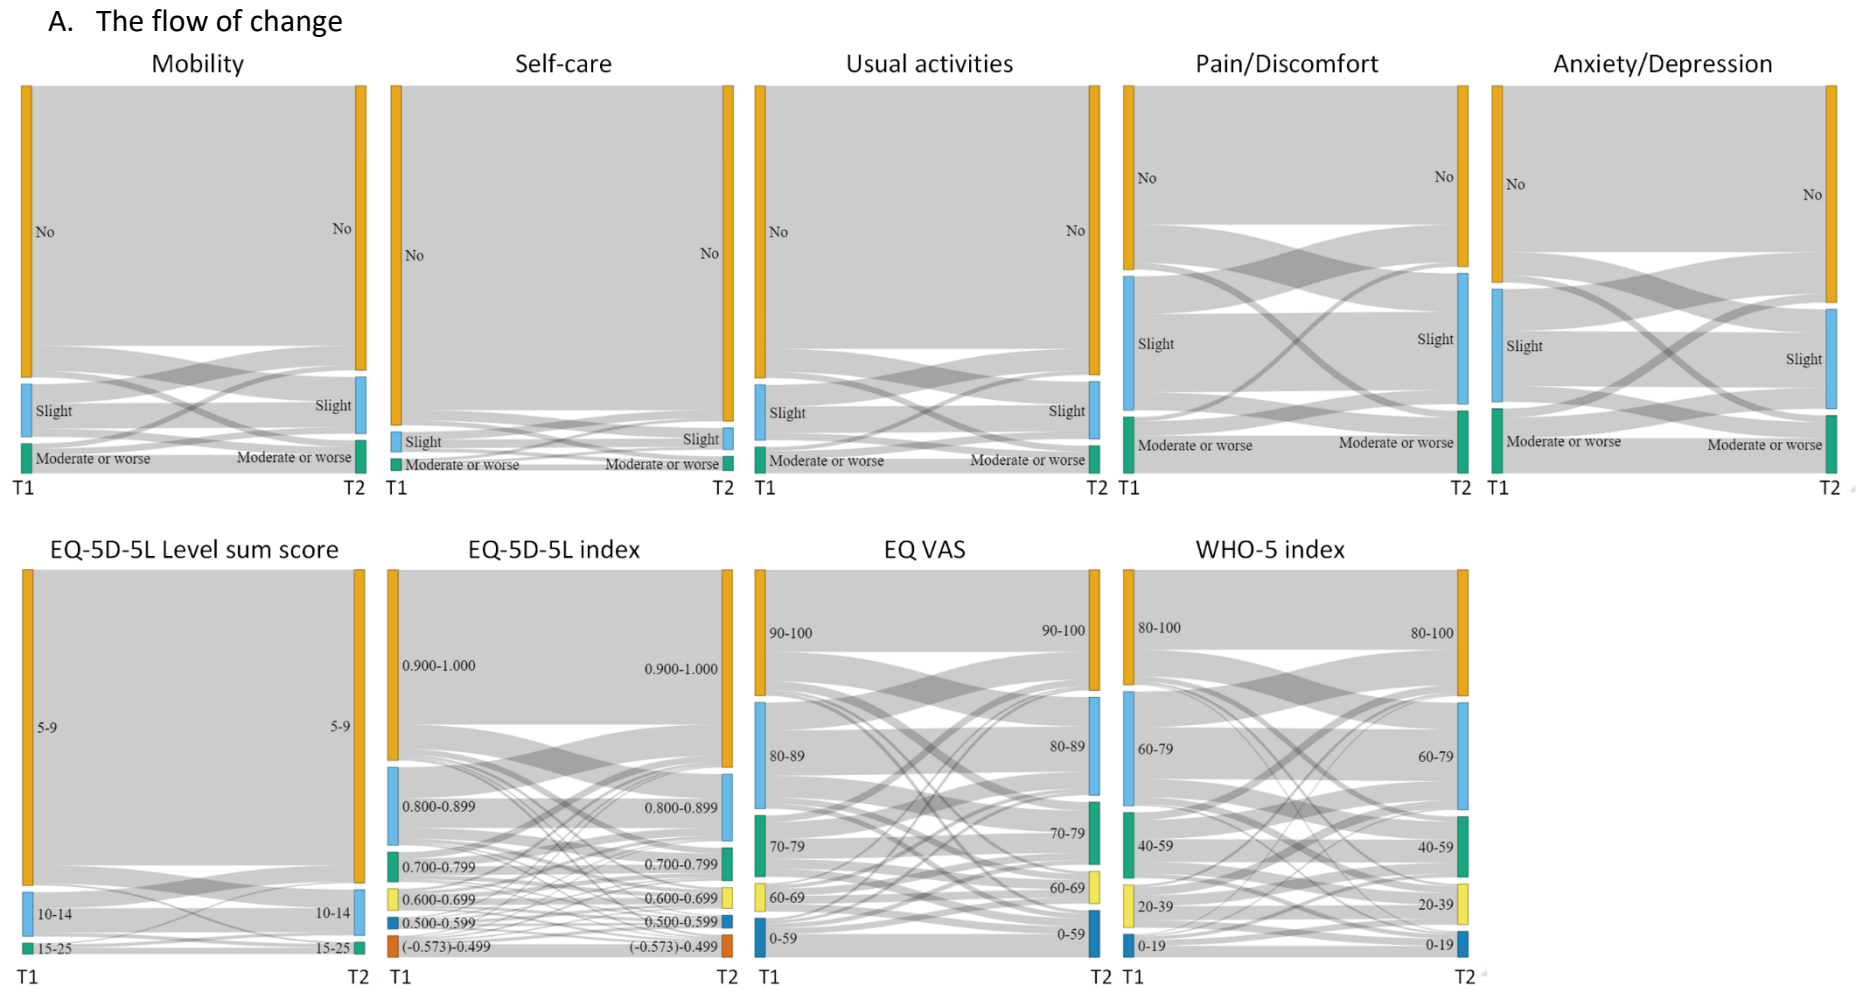 A. The flow of change
Mobility
No
No
Slight
Slight
Moderate or worse
Moderate or worse
T1
T2
Self-care
No
No
Slight
Slight
Moderate or worse
Moderate or worse
T1
T2
Usual activities
No
No
Slight
Slight
Moderate or worse
Moderate or worse
T1
T2
Pain/Discomfort
No
No
Slight
Slight
Moderate or worse
Moderate or worse
T1
T2
Anxiety/Depression
No
No
Slight
Slight
Moderate or worse
Moderate or worse
T1
T2
EQ-5D-5L Level sum score
5-9
5-9
10-14
10-14
15-25
15-25
T1
T2
EQ-5D-5L index
0.900-1.000
0.900-1.000
0.800-0.899
0.800-0.899
0.700-0.799
0.700-0.799
0.600-0.699
0.600-0.699
0.500-0.599
0.500-0.599
(-0.573)-0.499
(-0.573)-0.499
T1
T2
EQ VAS
90-100
90-100
80-89
80-89
70-79
70-79
60-69
60-69
0-59
0-59
T1
T2
WHO-5 index
80-100
80-100
60-79
60-79
40-59
40-59
20-39
20-39
0-19
0-19
T1
T2